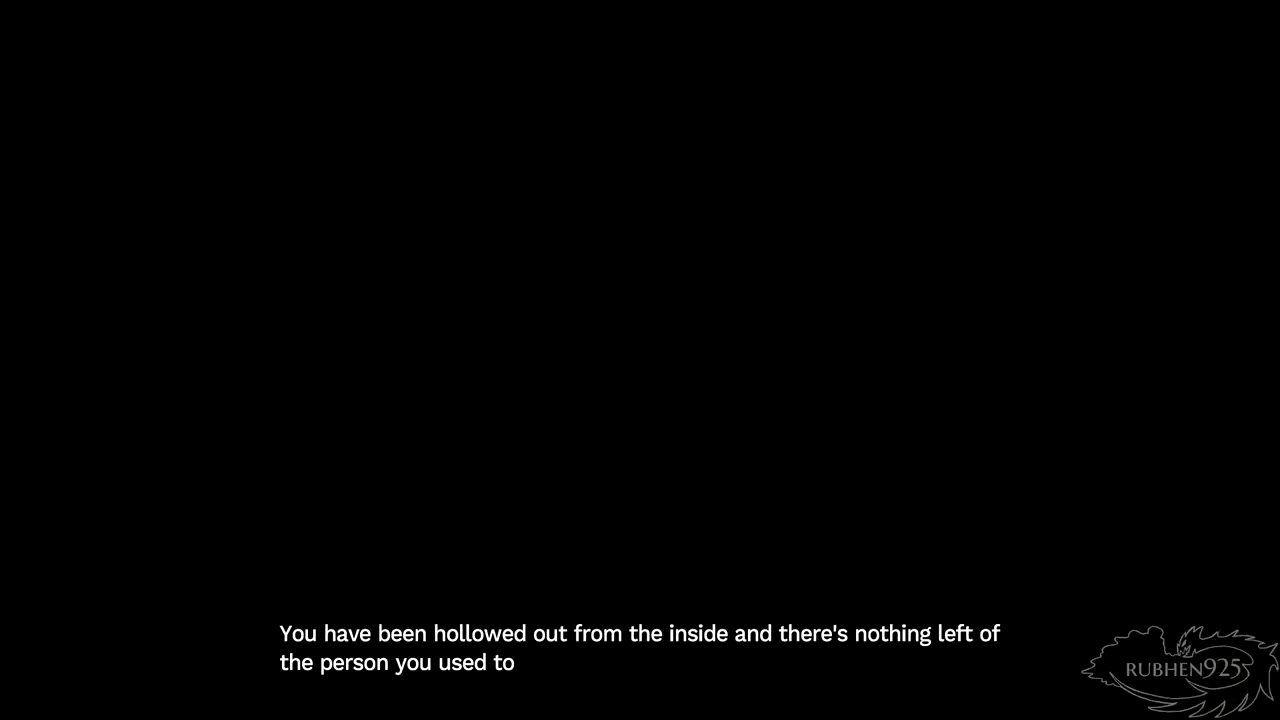 You have been hollowed out from the inside and there's nothing left of
the person you used to
RUBHEN925